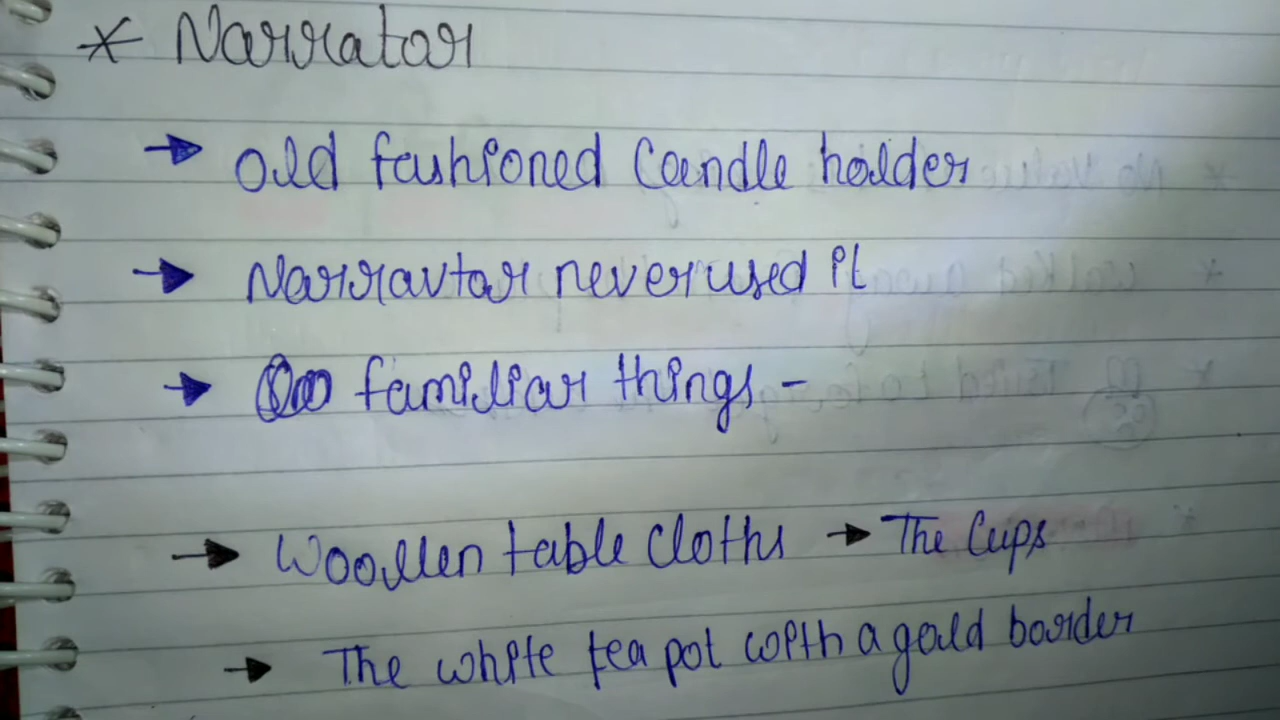 * Narrator
→ Old fashioned Candle holder
→ Narravtor never used it
→ familiar things -
→ Woollen table Cloths → The Cups
→ The white tea pot with a gold border